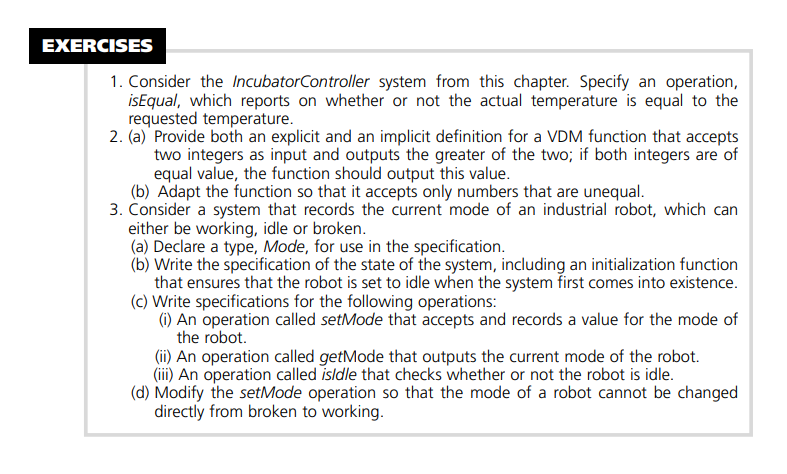 EXERCISES
1. Consider the IncubatorController system from this chapter. Specify an operation,
isEqual, which reports on whether or not the actual temperature is equal to the
requested temperature.
2. (a) Provide both an explicit and an implicit definition for a VDM function that accepts
two integers as input and outputs the greater of the two; if both integers are of
equal value, the function should output this value.
(b) Adapt the function so that it accepts only numbers that are unequal.
3. Consider a system that records the current mode of an industrial robot, which can
either be working, idle or broken.
(a) Declare a type, Mode, for use in the specification.
(b) Write the specification of the state of the system, including an initialization function
that ensures that the robot is set to idle when the system first comes into existence.
(c) Write specifications for the following operations:
(i) An operation called setMode that accepts and records a value for the mode of
the robot.
(ii) An operation called getMode that outputs the current mode of the robot.
(iii) An operation called isIdle that checks whether or not the robot is idle.
(d) Modify the setMode operation so that the mode of a robot cannot be changed
directly from broken to working.